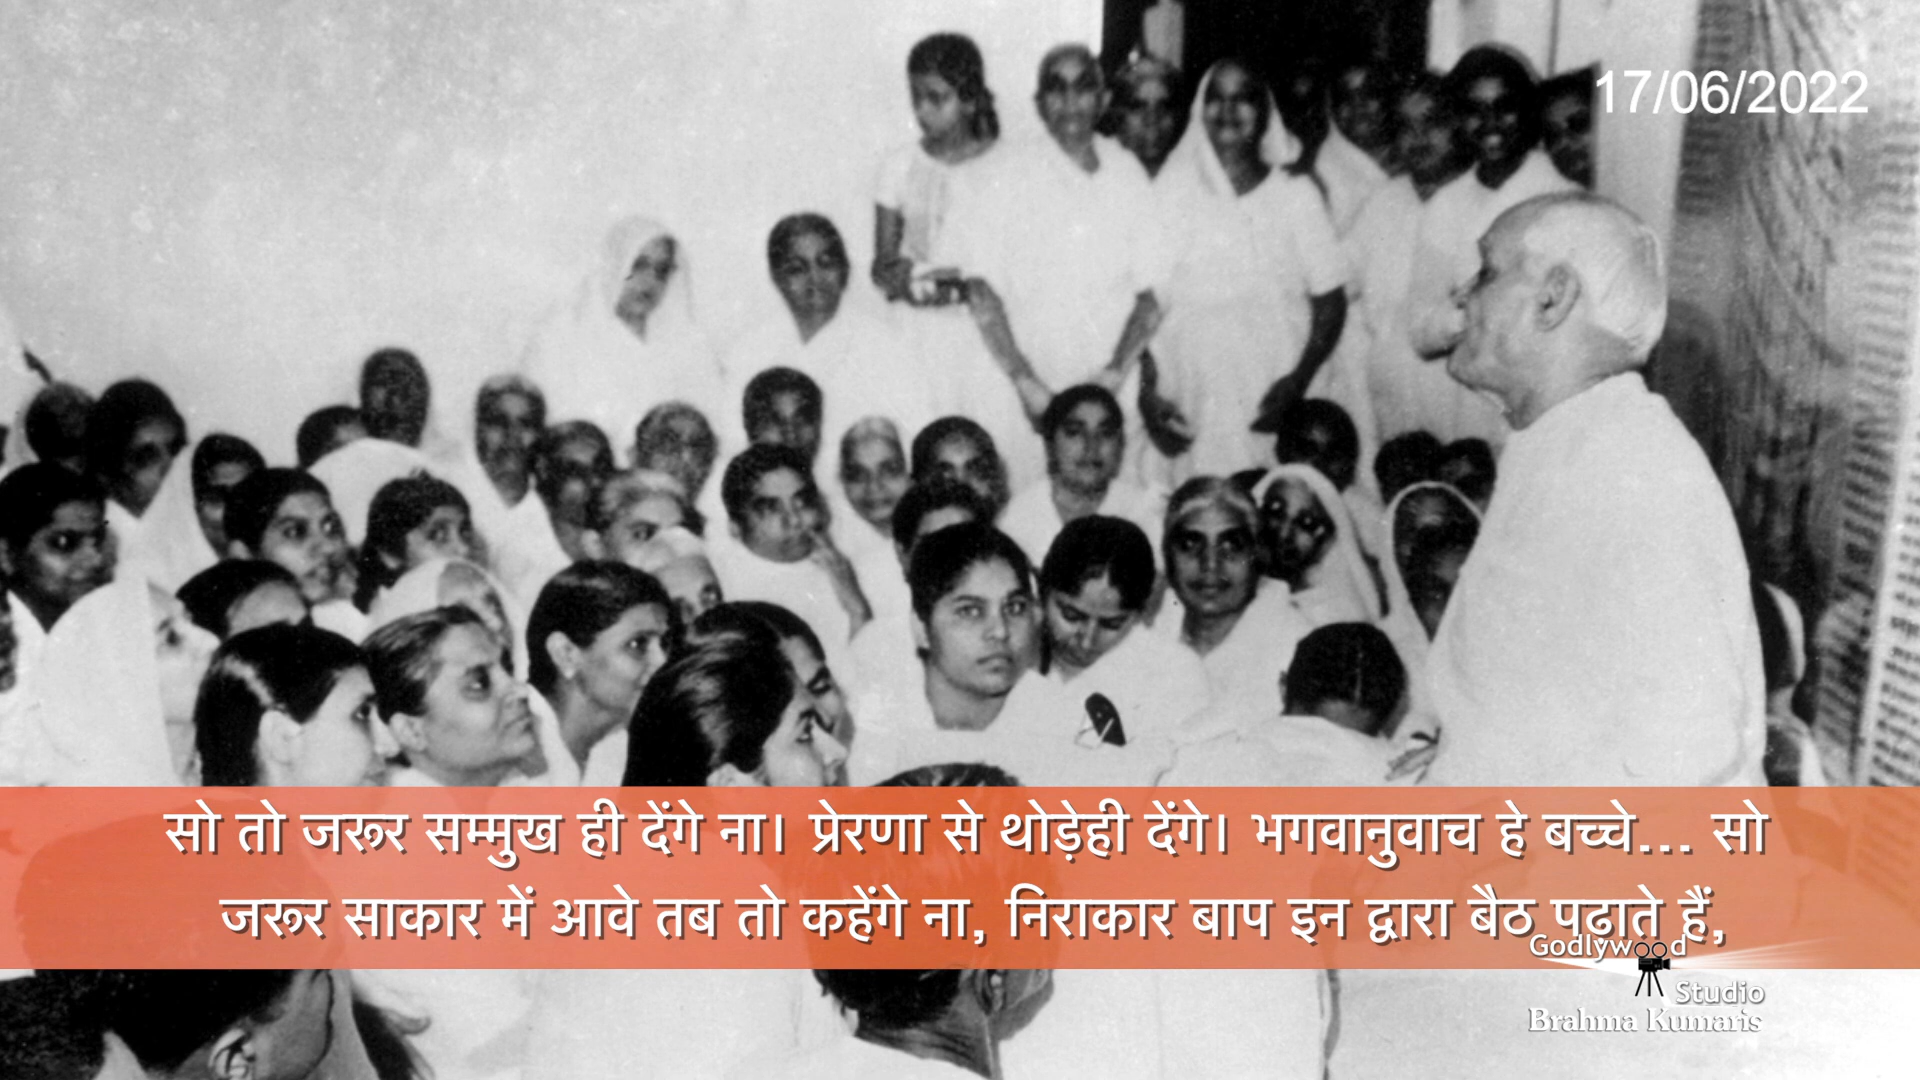 17/06/2022
सो तो जरूर सम्मुख ही देंगे ना। प्रेरणा से थोड़ेही देंगे। भगवानुवाच हे बच्चे... सो
जरूर साकार में आवे तब तो कहेंगे ना, निराकार बाप इन द्वारा बैठ पढ़ाते हैं,
Godlywood
Studio
Brahma Kumaris